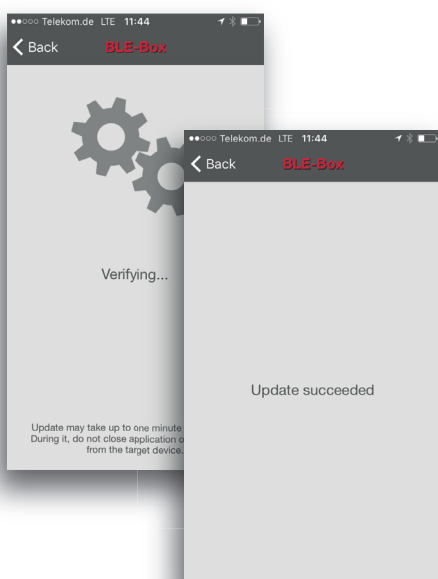 ●●○○○ Telekom.de LTE 11:44
Back BLE-Box
Verifying...
Update may take up to one minute
During it, do not close application o
from the target device.
●●○○○ Telekom.de LTE 11:44
Back BLE-Box
Update succeeded